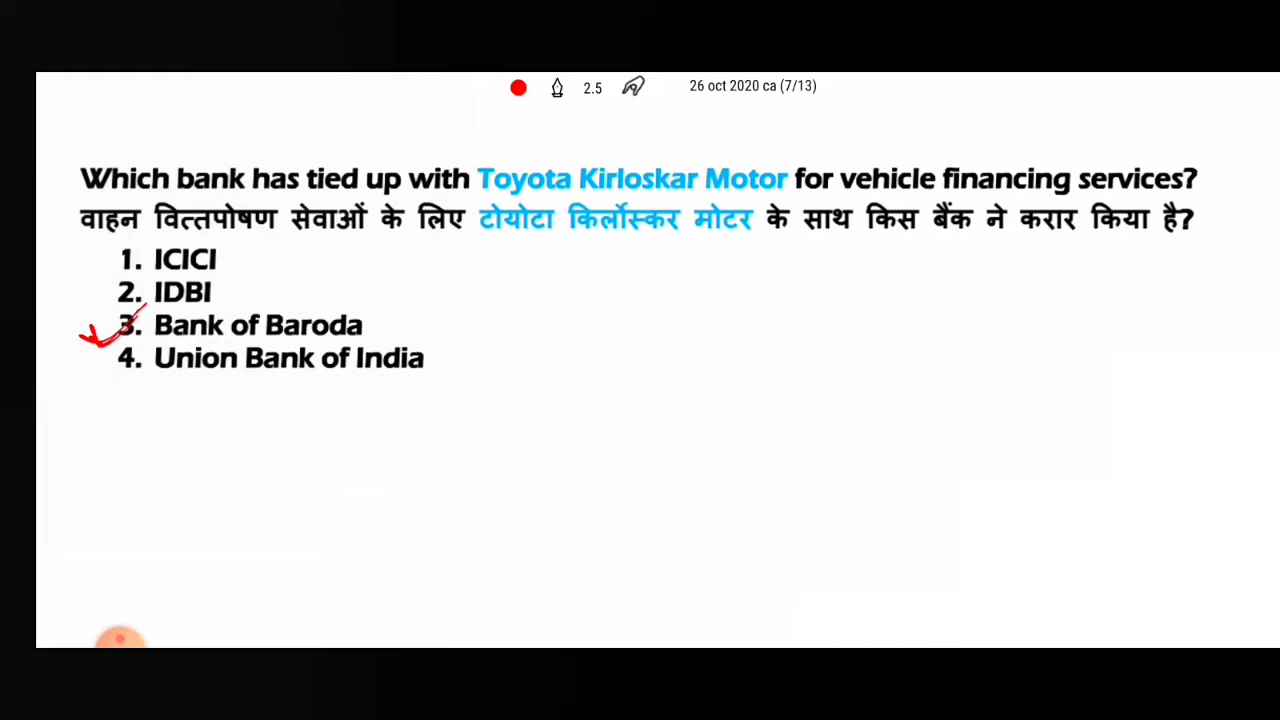 2.5 26 oct 2020 ca (7/13)
Which bank has tied up with Toyota Kirloskar Motor for vehicle financing services?
वाहन वित्तपोषण सेवाओं के लिए टोयोटा किर्लोस्कर मोटर के साथ किस बैंक ने करार किया है?
1. ICICI
2. IDBI
3. Bank of Baroda
4. Union Bank of India